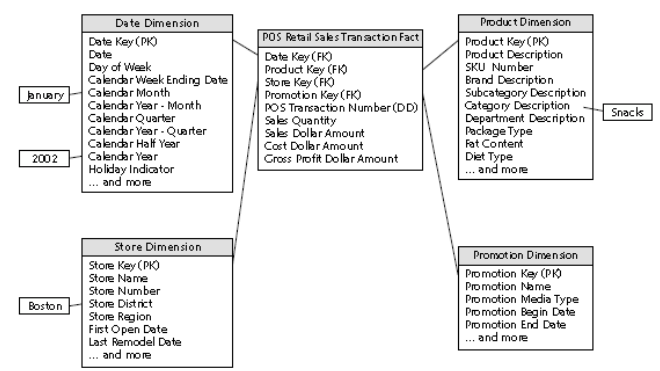 Date Dimension
Date Key (PK)
Date
Day of Week
Calendar Week Ending Date
Calendar Month
Calendar Year - Month
Calendar Quarter
Calendar Year - Quarter
Calendar Half Year
Calendar Year
Holiday Indicator
... and more
January
2002
POS Retail Sales Transaction Fact
Date Key (FK)
Product Key (FK)
Store Key (FK)
Promotion Key (FK)
POS Transaction Number (DD)
Sales Quantity
Sales Dollar Amount
Cost Dollar Amount
Gross Profit Dollar Amount
Product Dimension
Product Key (PK)
Product Description
SKU Number
Brand Description
Subcategory Description
Category Description
Department Description
Package Type
Fat Content
Diet Type
... and more
Snacks
Store Dimension
Store Key (PK)
Store Name
Store Number
Store District
Store Region
First Open Date
Last Remodel Date
... and more
Boston
Promotion Dimension
Promotion Key (PK)
Promotion Name
Promotion Media Type
Promotion Begin Date
Promotion End Date
... and more